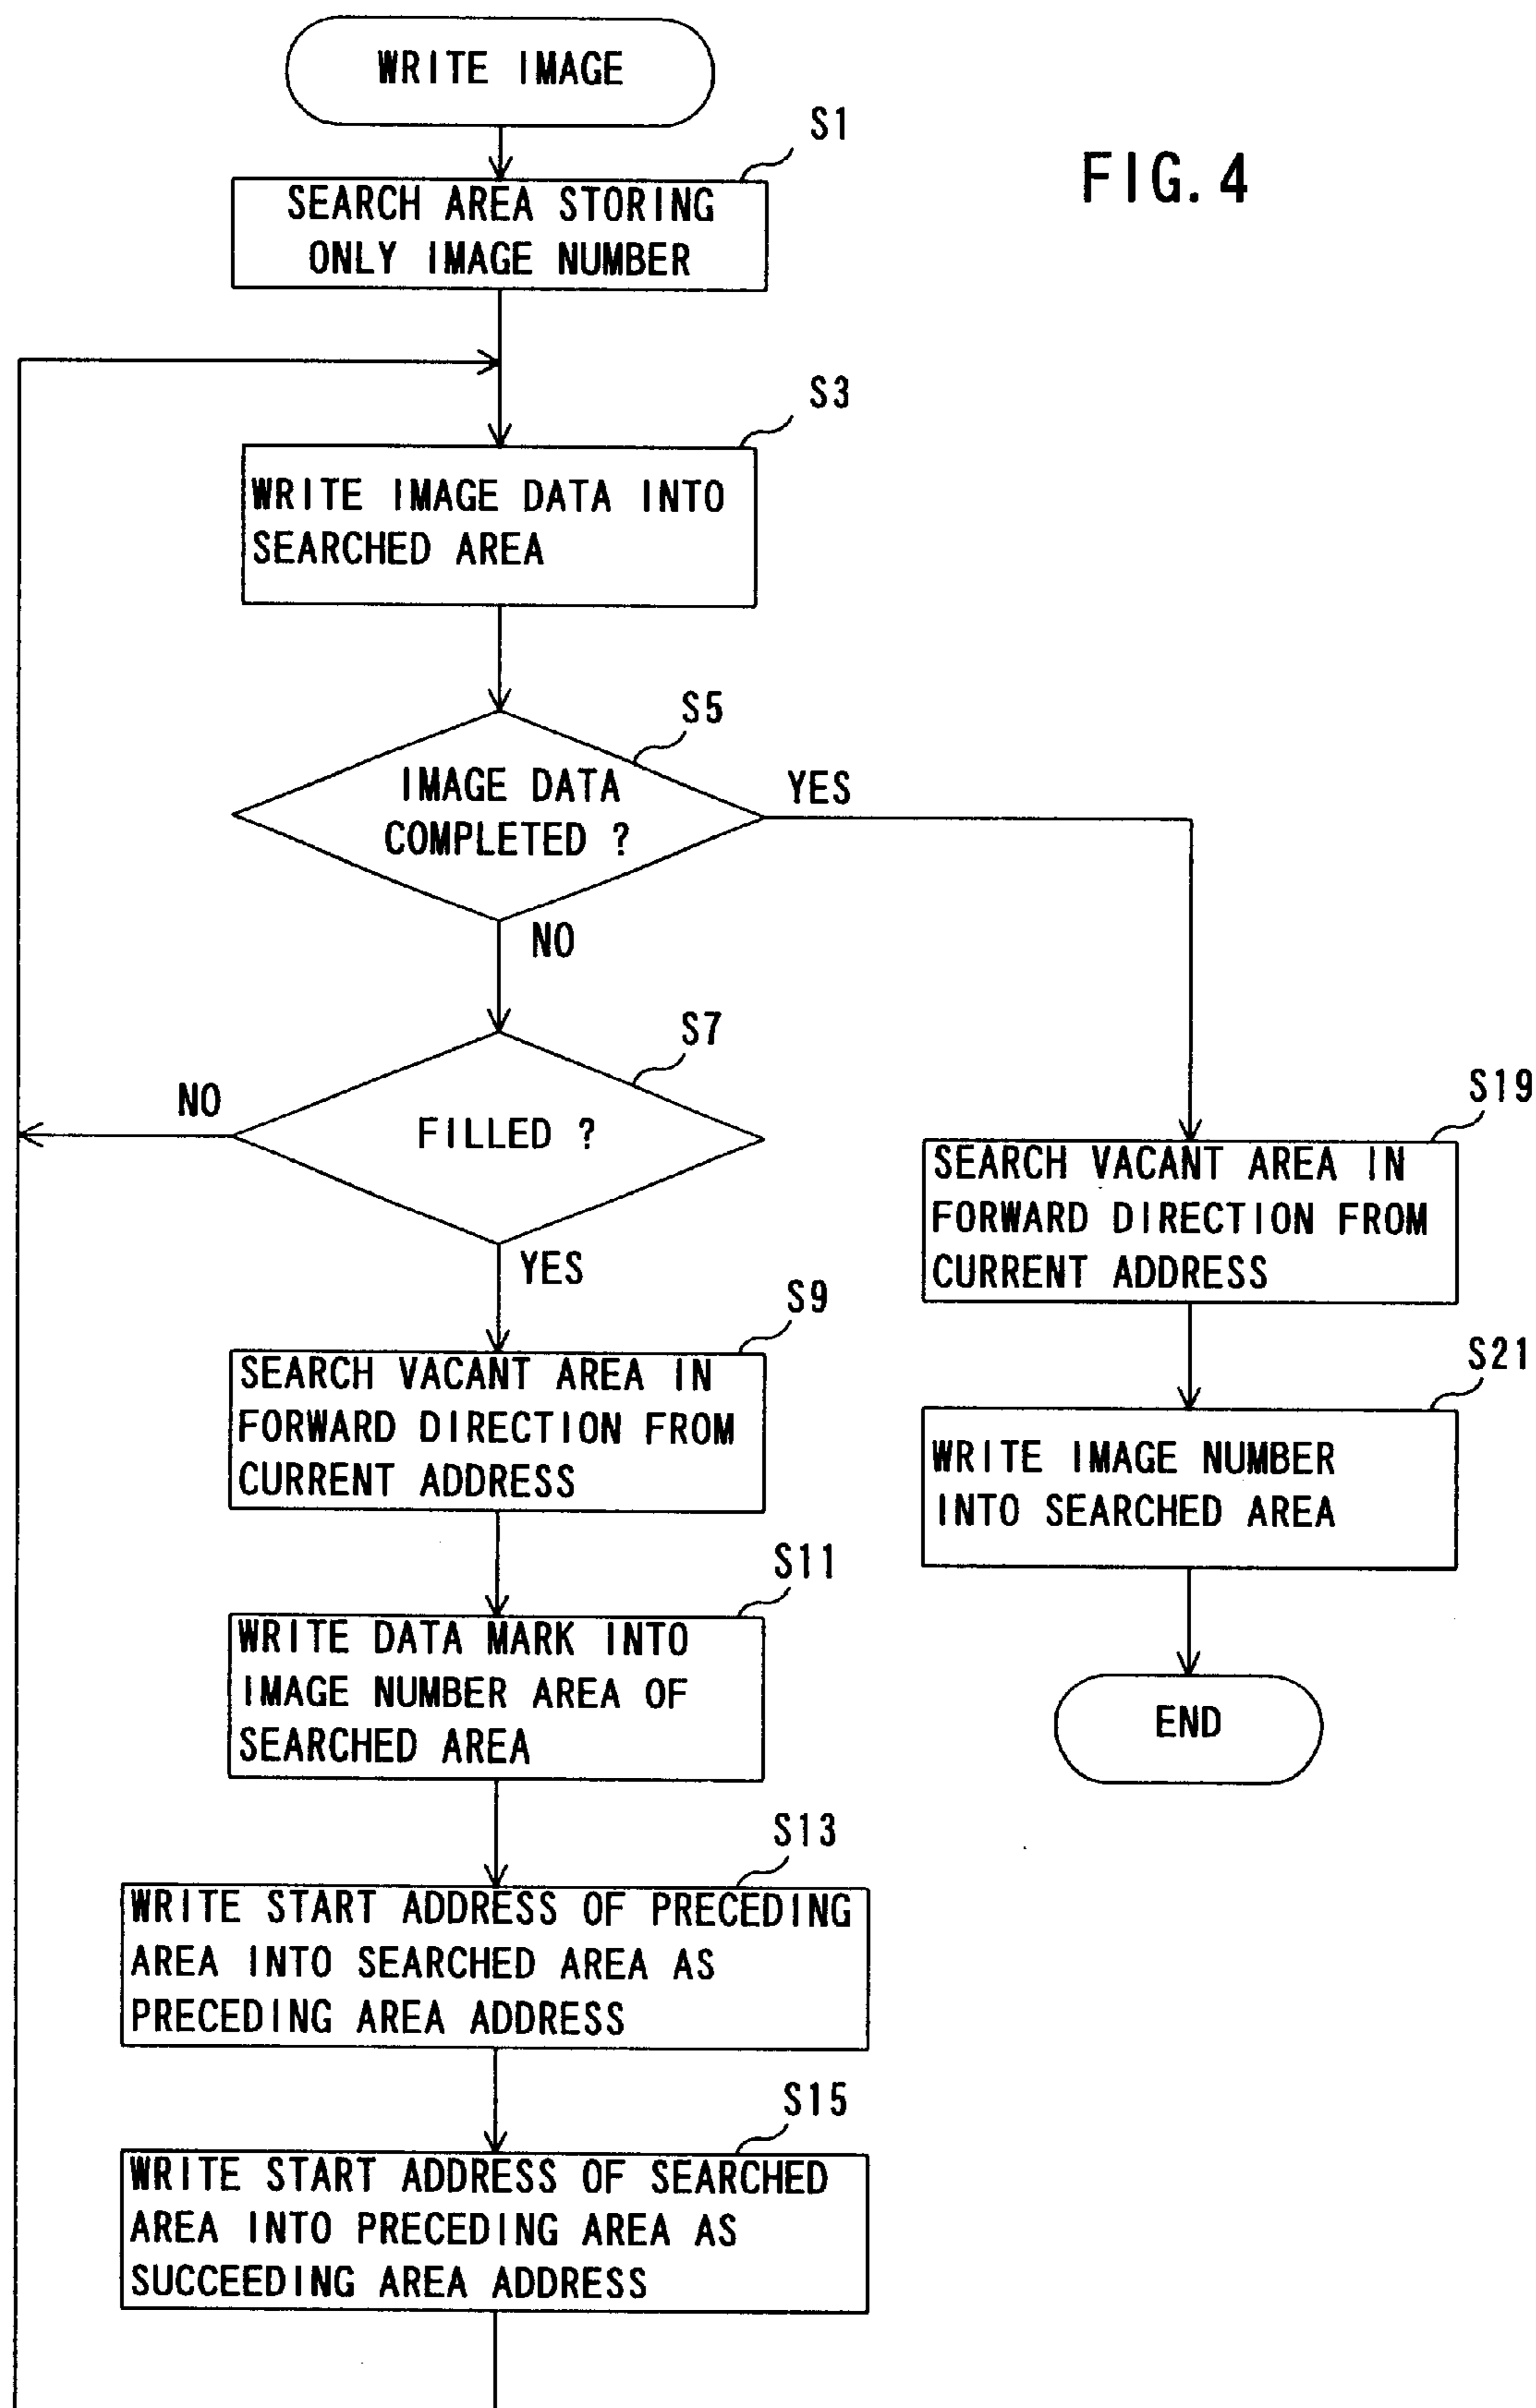 WRITE IMAGE
S1
FIG. 4
SEARCH AREA STORING
ONLY IMAGE NUMBER
S3
WRITE IMAGE DATA INTO
SEARCHED AREA
S5
IMAGE DATA
COMPLETED ?
YES
NO
S7
NO
FILLED ?
YES
S19
SEARCH VACANT AREA IN
FORWARD DIRECTION FROM
CURRENT ADDRESS
S9
SEARCH VACANT AREA IN
FORWARD DIRECTION FROM
CURRENT ADDRESS
S21
WRITE IMAGE NUMBER
INTO SEARCHED AREA
S11
WRITE DATA MARK INTO
IMAGE NUMBER AREA OF
SEARCHED AREA
END
S13
WRITE START ADDRESS OF PRECEDING
AREA INTO SEARCHED AREA AS
PRECEDING AREA ADDRESS
S15
WRITE START ADDRESS OF SEARCHED
AREA INTO PRECEDING AREA AS
SUCCEEDING AREA ADDRESS